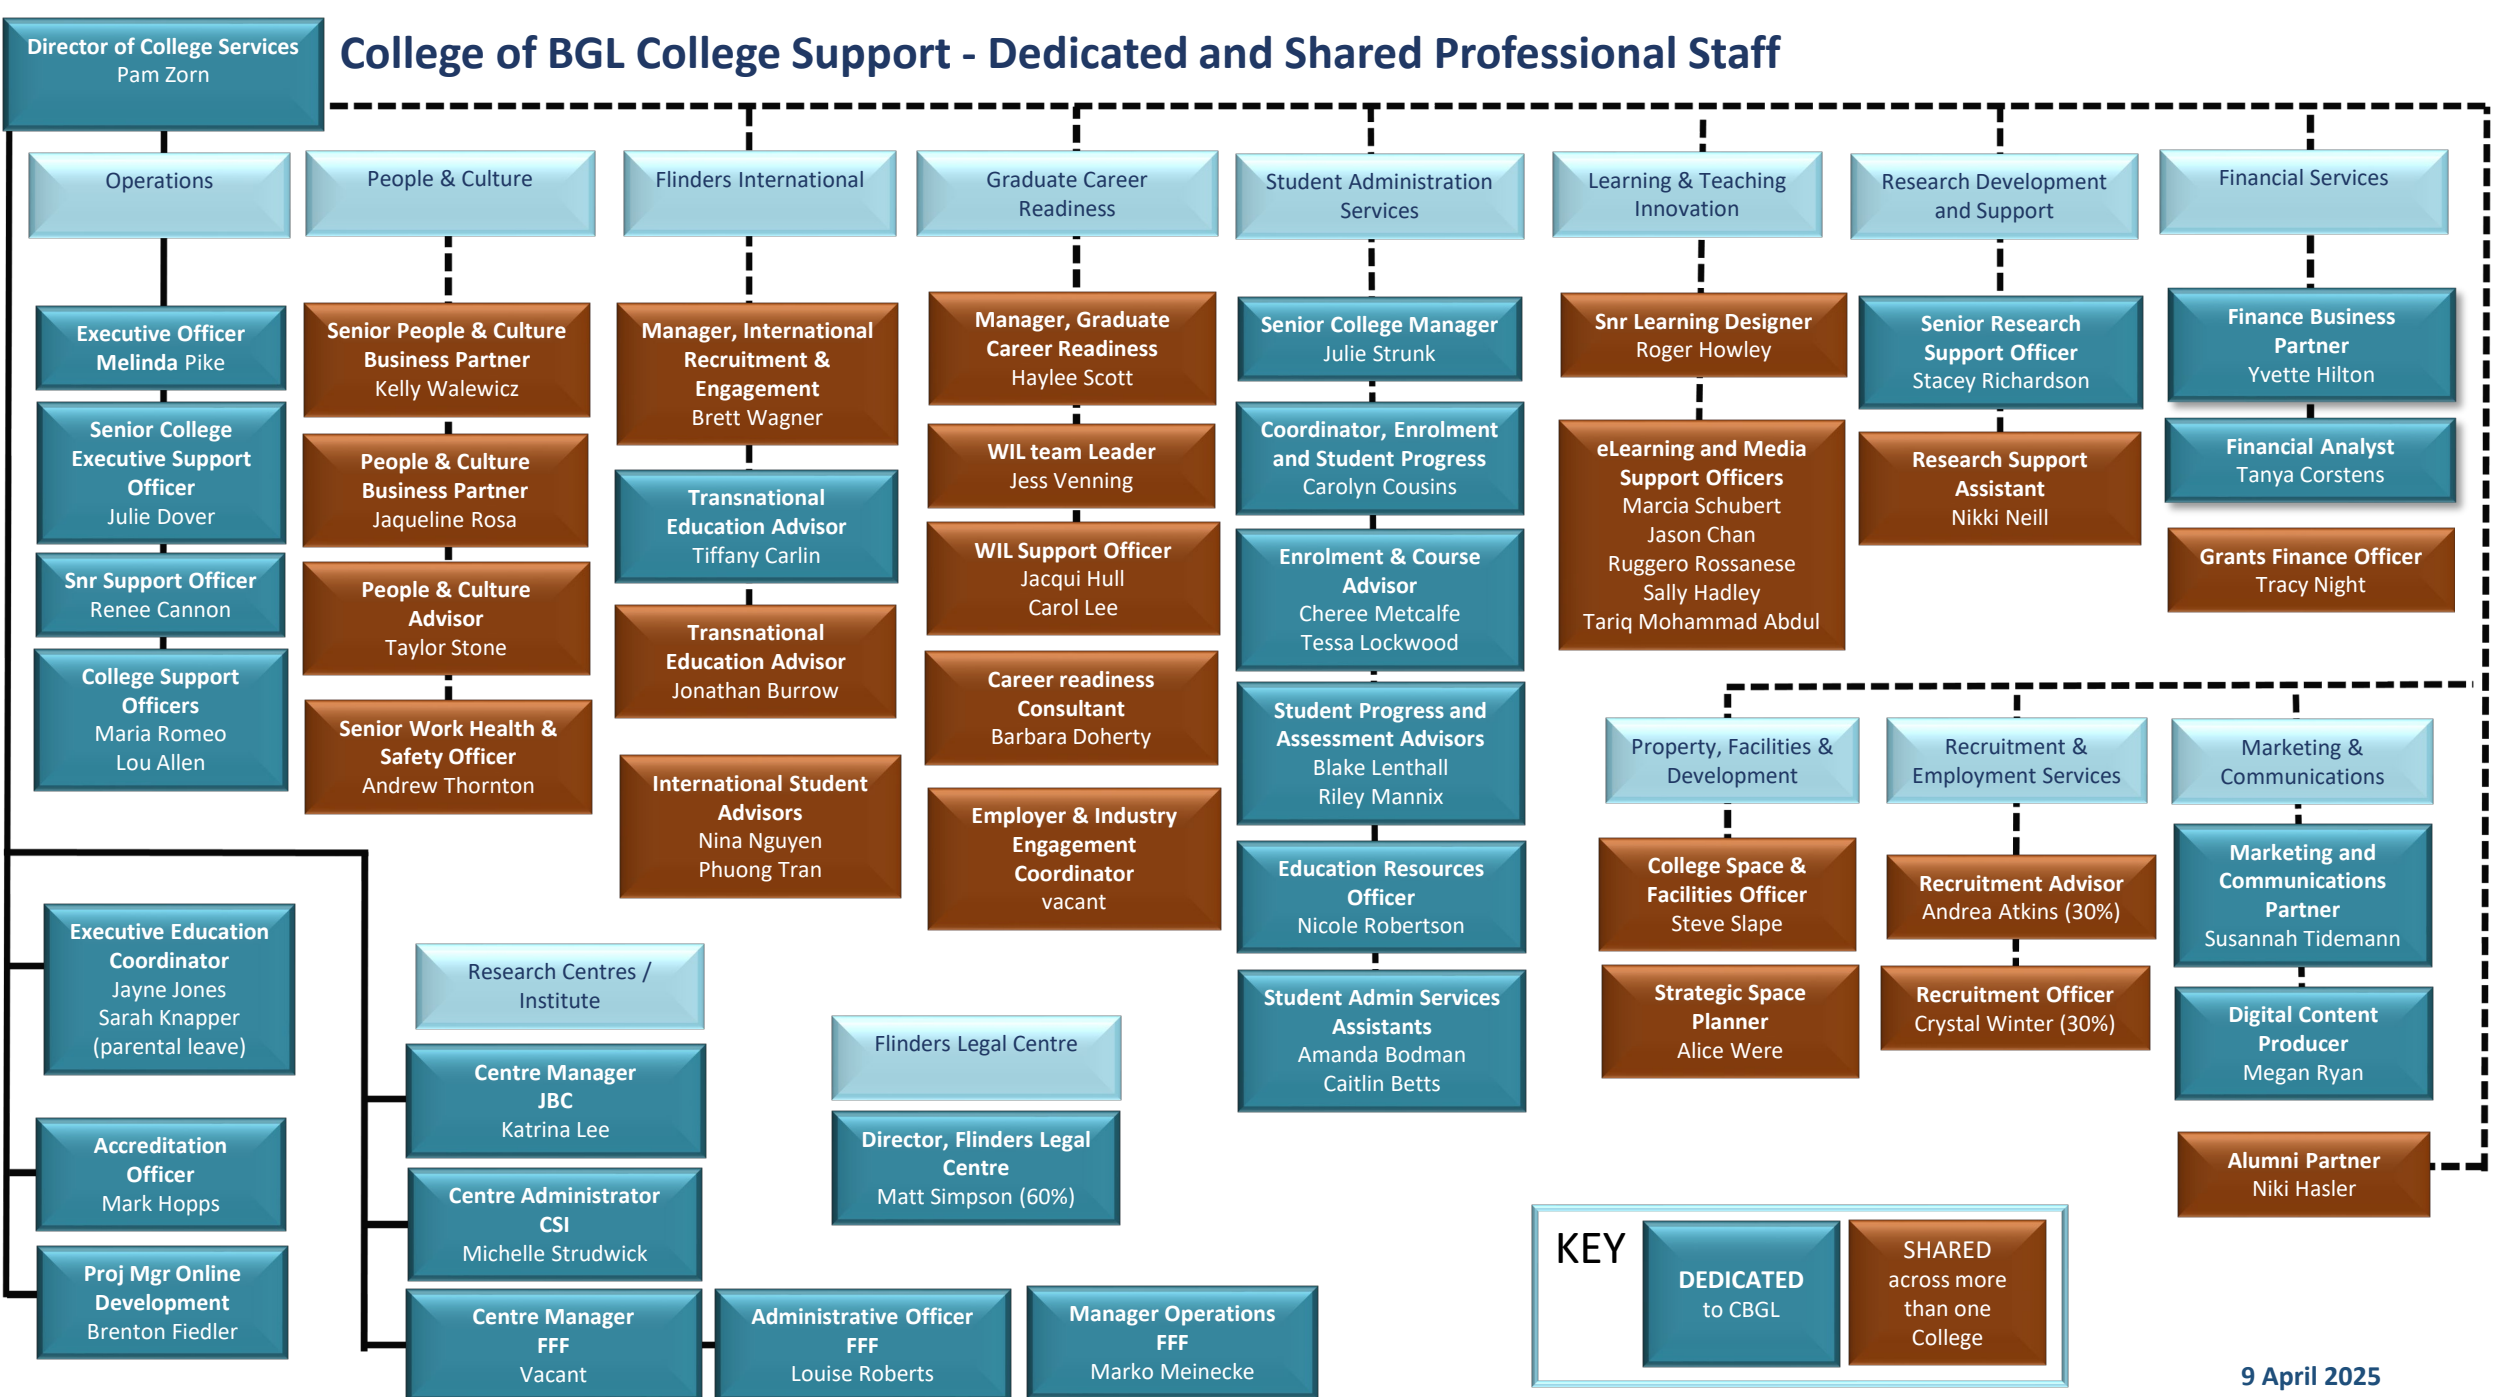 Director of College Services
Pam Zorn
College of BGL College Support - Dedicated and Shared Professional Staff
Operations
Executive Officer
Melinda Pike
Senior College
Executive Support
Officer
Julie Dover
Snr Support Officer
Renee Cannon
College Support
Officers
Maria Romeo
Lou Allen
People & Culture
Senior People & Culture
Business Partner
Kelly Walewicz
People & Culture
Business Partner
Jaqueline Rosa
People & Culture
Advisor
Taylor Stone
Senior Work Health &
Safety Officer
Andrew Thornton
Flinders International
Manager, International
Recruitment &
Engagement
Brett Wagner
Transnational
Education Advisor
Tiffany Carlin
Transnational
Education Advisor
Jonathan Burrow
International Student
Advisors
Nina Nguyen
Phuong Tran
Graduate Career
Readiness
Manager, Graduate
Career Readiness
Haylee Scott
WIL team Leader
Jess Venning
WIL Support Officer
Jacqui Hull
Carol Lee
Career readiness
Consultant
Barbara Doherty
Employer & Industry
Engagement
Coordinator
vacant
Student Administration
Services
Senior College Manager
Julie Strunk
Coordinator, Enrolment
and Student Progress
Carolyn Cousins
Enrolment & Course
Advisor
Cheree Metcalfe
Tessa Lockwood
Student Progress and
Assessment Advisors
Blake Lenthall
Riley Mannix
Education Resources
Officer
Nicole Robertson
Student Admin Services
Assistants
Amanda Bodman
Caitlin Betts
Learning & Teaching
Innovation
Snr Learning Designer
Roger Howley
eLearning and Media
Support Officers
Marcia Schubert
Jason Chan
Ruggero Rossanese
Sally Hadley
Tariq Mohammad Abdul
Research Development
and Support
Senior Research
Support Officer
Stacey Richardson
Research Support
Assistant
Nikki Neill
Financial Services
Finance Business
Partner
Yvette Hilton
Financial Analyst
Tanya Corstens
Grants Finance Officer
Tracy Night
Property, Facilities &
Development
College Space &
Facilities Officer
Steve Slape
Strategic Space
Planner
Alice Were
Recruitment &
Employment Services
Recruitment Advisor
Andrea Atkins (30%)
Recruitment Officer
Crystal Winter (30%)
Marketing &
Communications
Marketing and
Communications
Partner
Susannah Tidemann
Digital Content
Producer
Megan Ryan
Alumni Partner
Niki Hasler
Executive Education
Coordinator
Jayne Jones
Sarah Knapper
(parental leave)
Accreditation
Officer
Mark Hopps
Proj Mgr Online
Development
Brenton Fiedler
Research Centres /
Institute
Centre Manager
JBC
Katrina Lee
Centre Administrator
CSI
Michelle Strudwick
Centre Manager
FFF
Vacant
Administrative Officer
FFF
Louise Roberts
Manager Operations
FFF
Marko Meinecke
Flinders Legal Centre
Director, Flinders Legal
Centre
Matt Simpson (60%)
KEY
DEDICATED
to CBGL
SHARED
across more
than one
College
9 April 2025